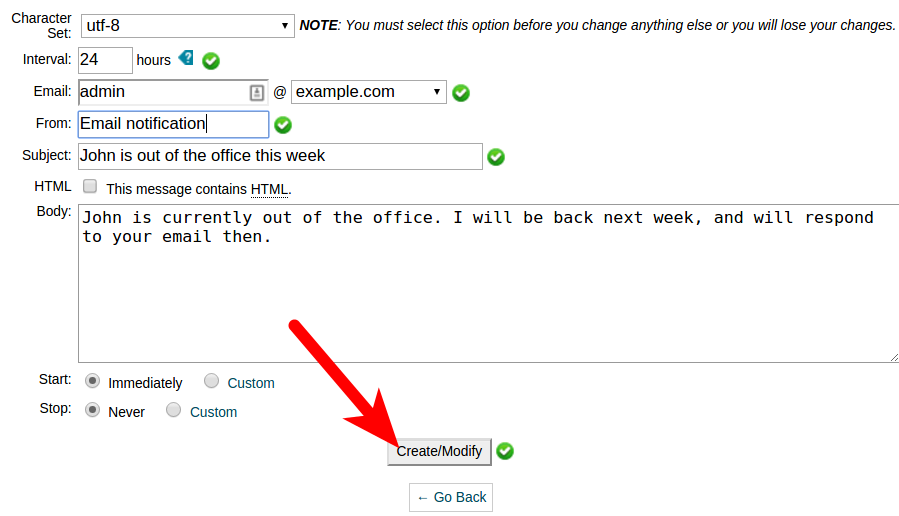 Character Set: utf-8 NOTE: You must select this option before you change anything else or you will lose your changes.
Interval: 24 hours ?
Email: admin @ example.com
From: Email notification
Subject: John is out of the office this week
HTML This message contains HTML.
Body: John is currently out of the office. I will be back next week, and will respond
to your email then.
Start: Immediately Custom
Stop: Never Custom
Create/Modify
← Go Back